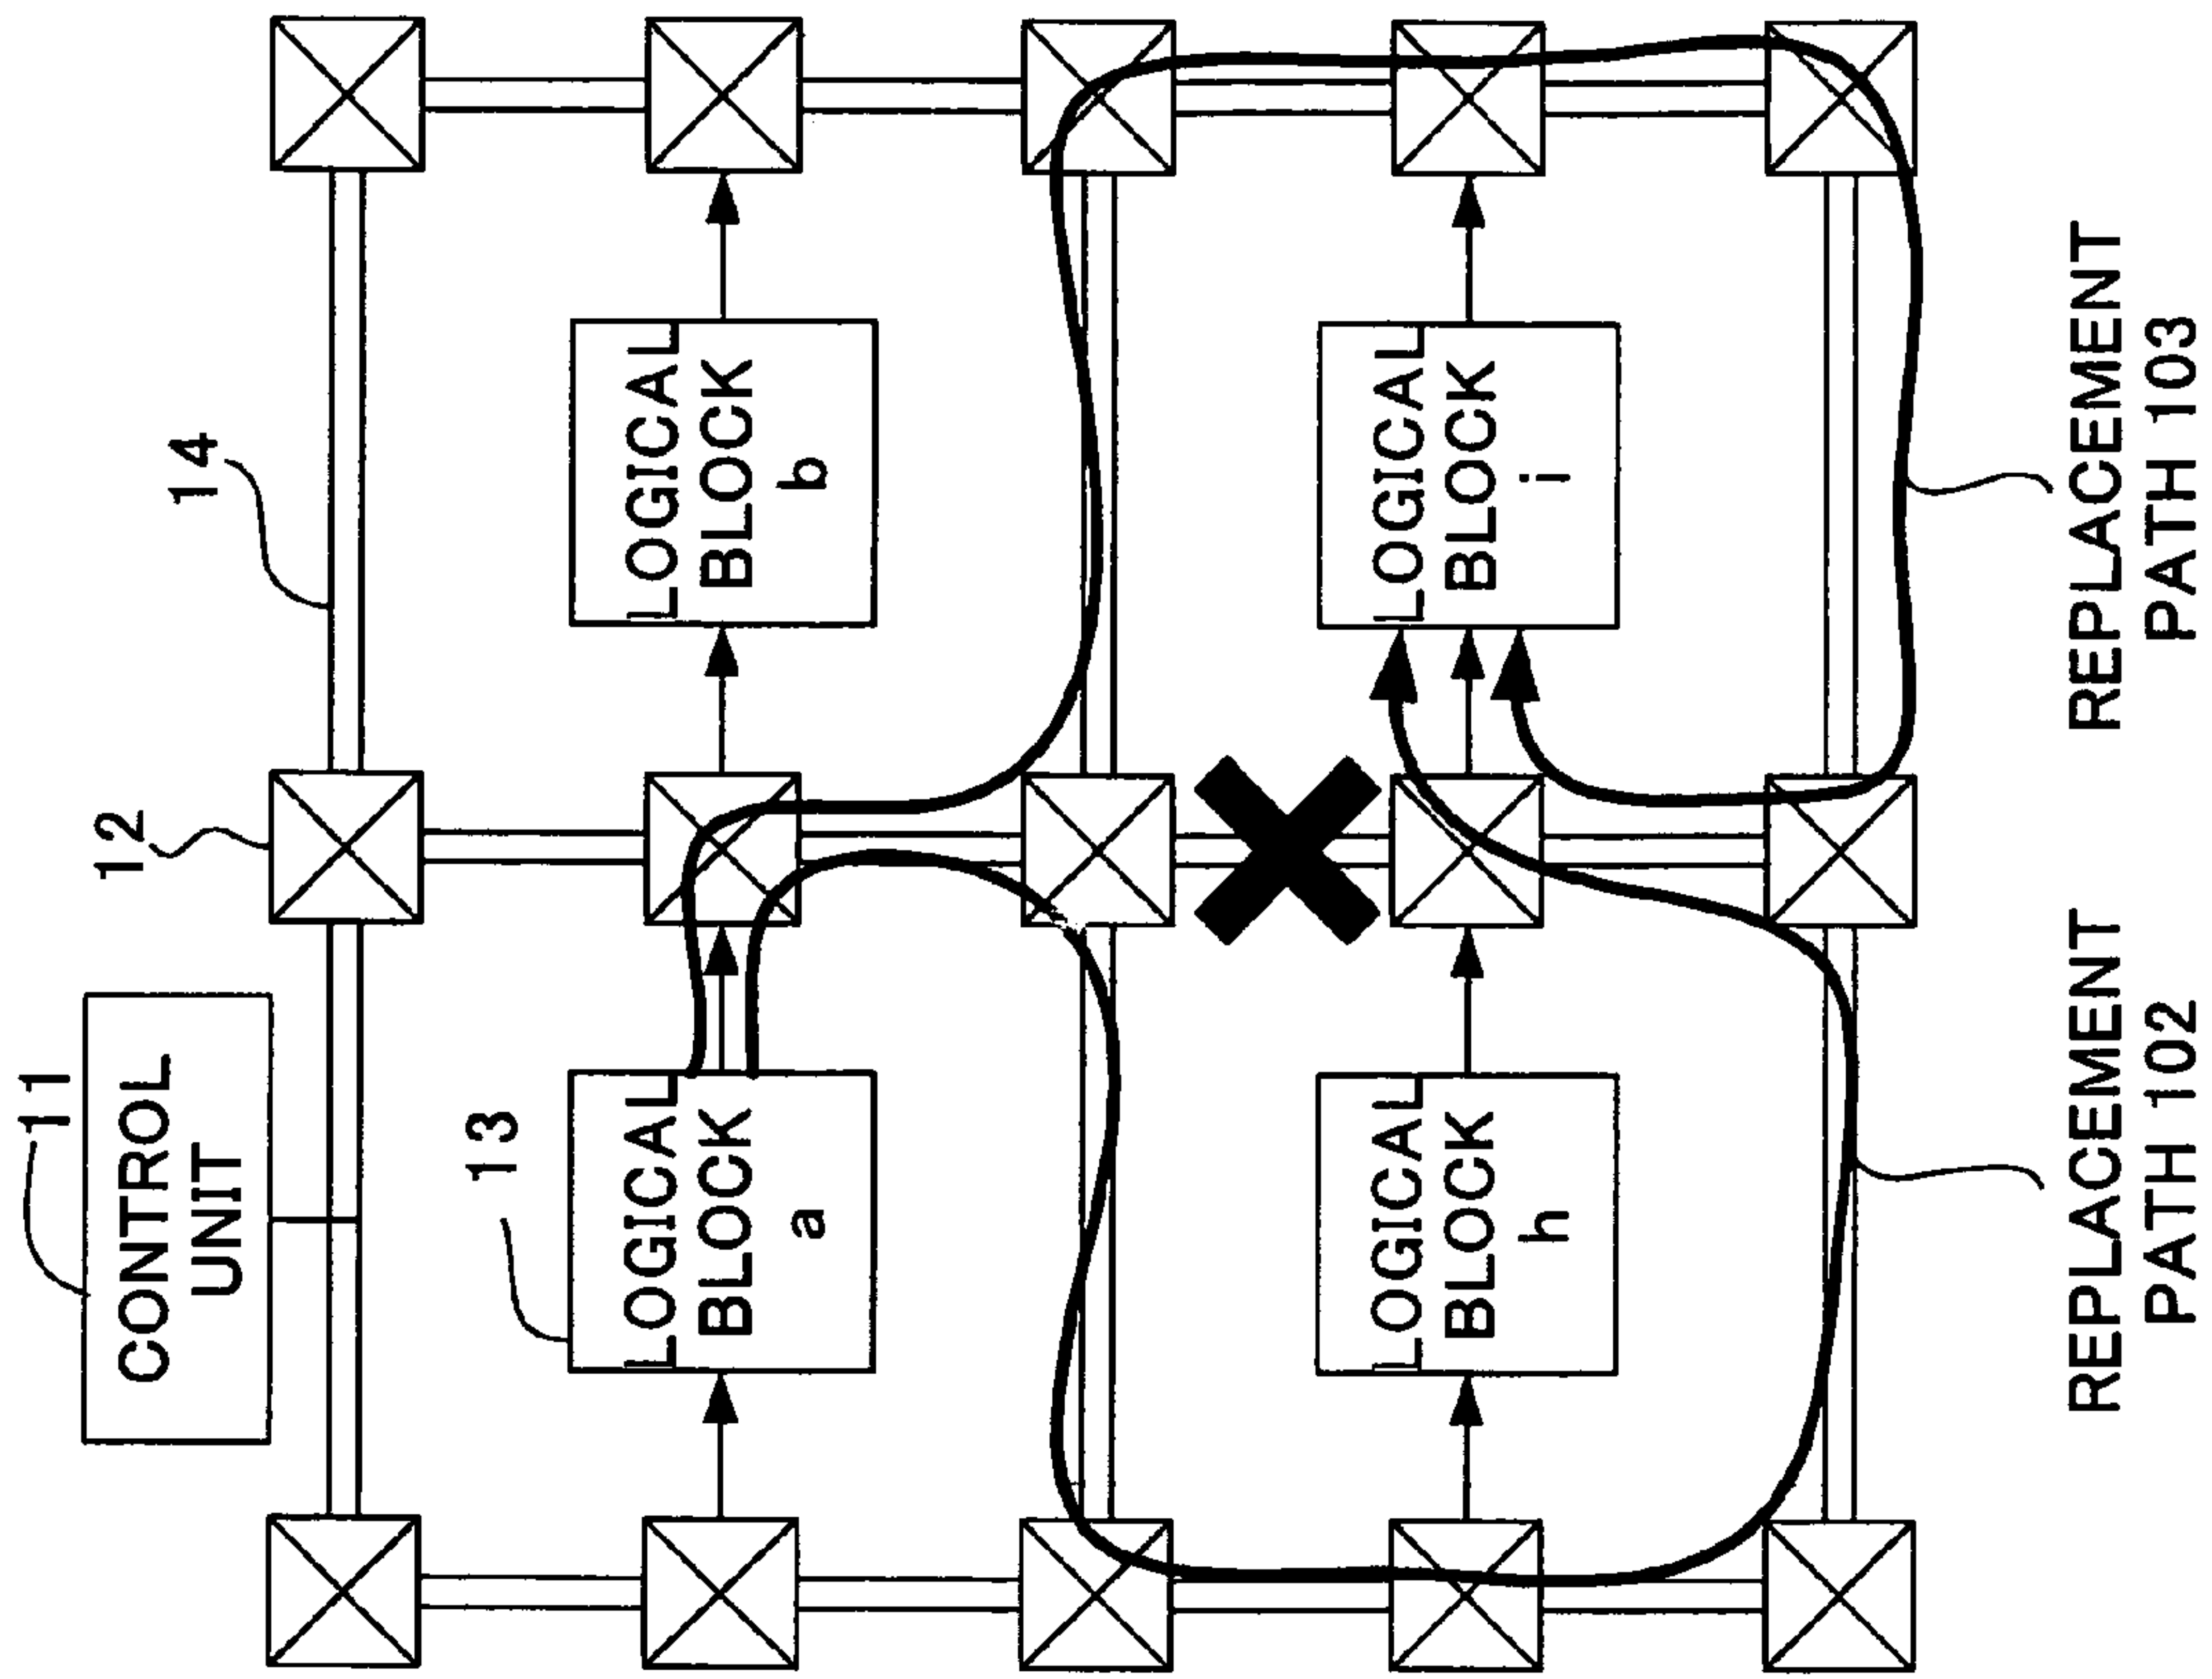 11
CONTROL
UNIT
12
14
13
LOGICAL
BLOCK
a
LOGICAL
BLOCK
b
LOGICAL
BLOCK
h
LOGICAL
BLOCK
i
REPLACEMENT
PATH 102
REPLACEMENT
PATH 103